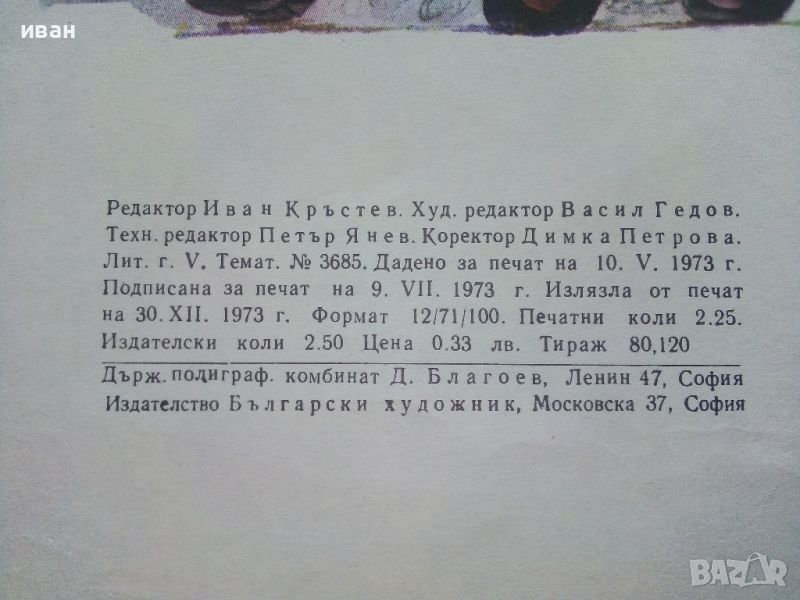 иван
Редактор Иван Кръстев. Худ. редактор Васил Гедов.
Техн. редактор Петър Янев. Коректор Димка Петрова.
Лит. г. V. Темат. № 3685. Дадено за печат на 10. V. 1973 г.
Подписана за печат на 9. VII. 1973 г. Излязла от печат
на 30. XII. 1973 г. Формат 12/71/100. Печатни коли 2.25.
Издателски коли 2.50 Цена 0.33 лв. Тираж 80,120
Държ. полиграф. комбинат Д. Благоев, Ленин 47, София
Издателство Български художник, Московска 37, София
BAZAR